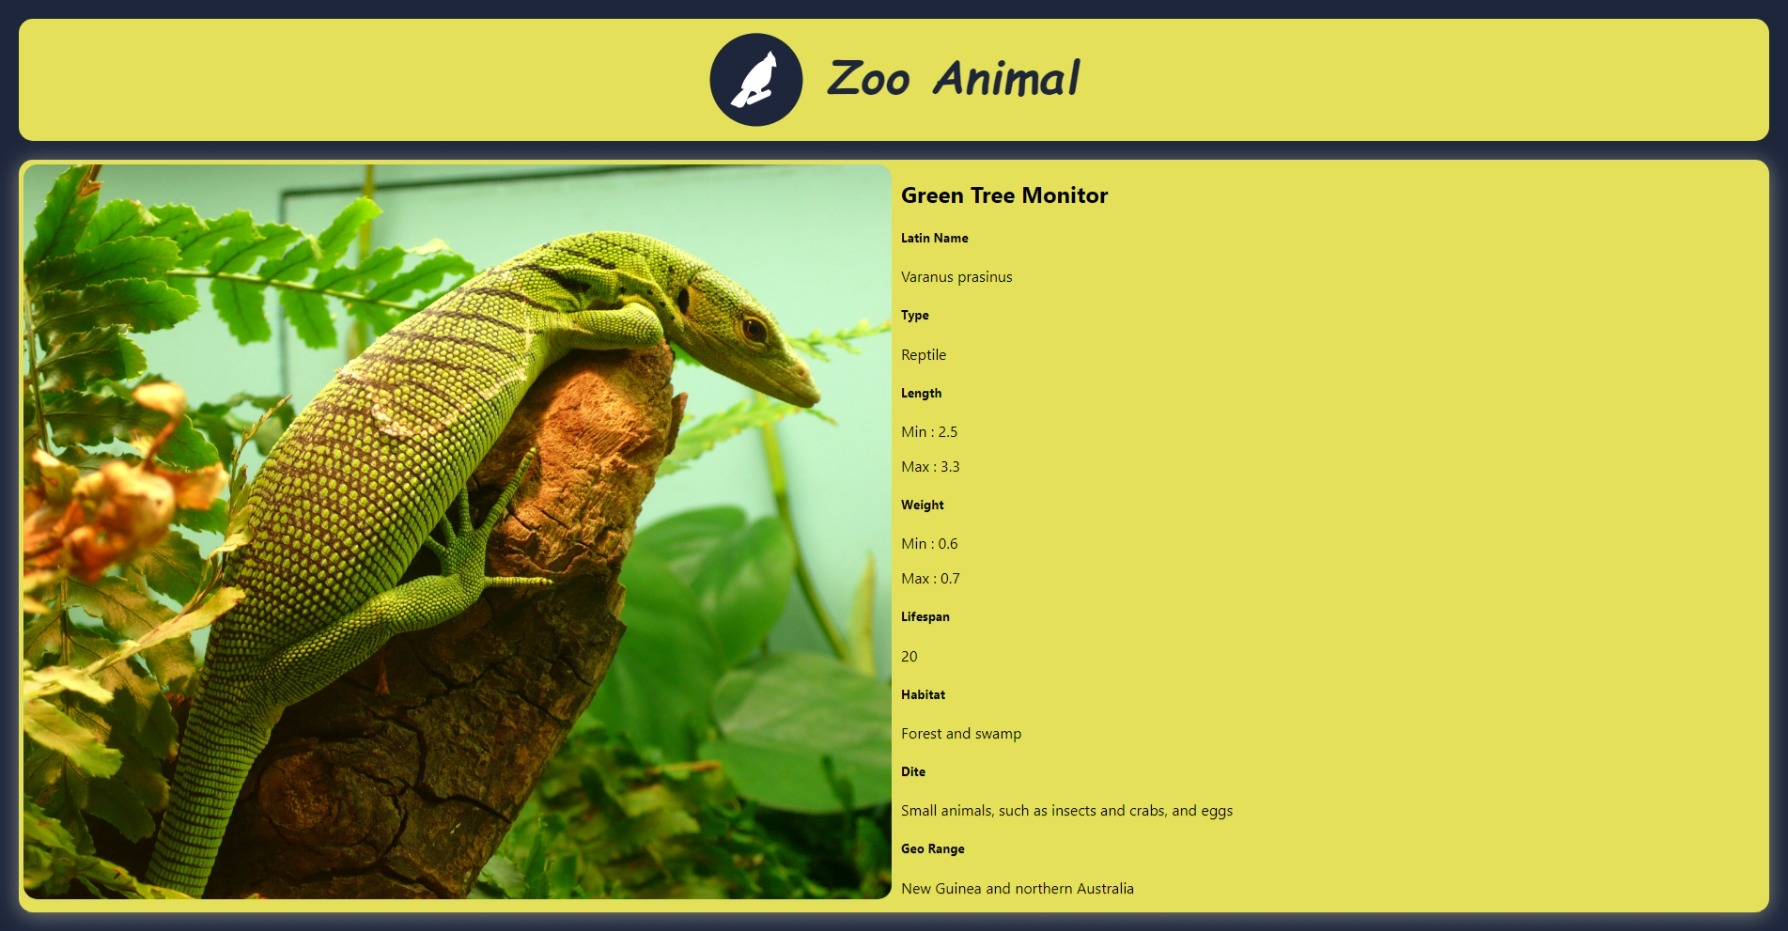 Zoo Animal
Green Tree Monitor
Latin Name
Varanus prasinus
Type
Reptile
Length
Min : 2.5
Max : 3.3
Weight
Min : 0.6
Max : 0.7
Lifespan
20
Habitat
Forest and swamp
Dite
Small animals, such as insects and crabs, and eggs
Geo Range
New Guinea and northern Australia